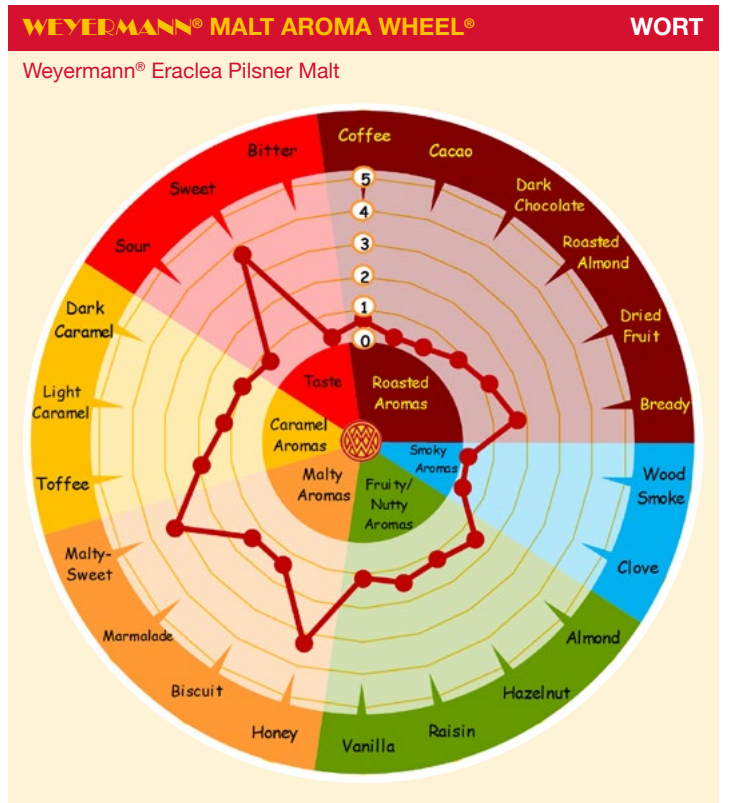 WEYERMANN® MALT AROMA WHEEL®
WORT
Weyermann® Eraclea Pilsner Malt
Coffee
Cacao
Dark
Chocolate
Roasted
Almond
Dried
Fruit
Bready
Wood
Smoke
Clove
Almond
Hazelnut
Raisin
Vanilla
Honey
Biscuit
Marmalade
Malty-
Sweet
Toffee
Light
Caramel
Dark
Caramel
Sour
Sweet
Bitter
5
4
3
2
1
0
Taste
Roasted
Aromas
Caramel
Aromas
Smoky
Aromas
Malty
Aromas
Fruity/
Nutty
Aromas